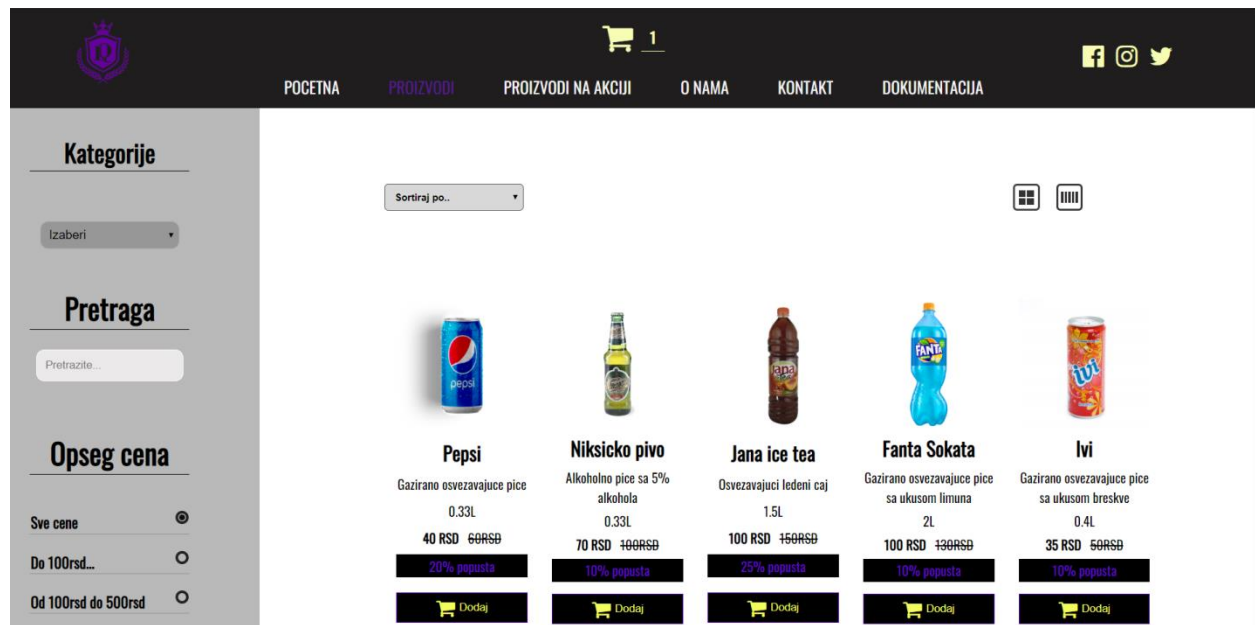 1
POCETNA PROIZVODI PROIZVODI NA AKCIJI O NAMA KONTAKT DOKUMENTACIJA
Kategorije
Izaberi
Pretraga
Pretrazite...
Opseg cena
Sve cene
Do 100rsd...
Od 100rsd do 500rsd
Sortiraj po..
pepsi
Pepsi
Gazirano osvezavajuce pice
0.33L
40 RSD 60RSD
20% popusta
Dodaj
Niksicko pivo
Alkoholno pice sa 5%
alkohola
0.33L
70 RSD 100RSD
10% popusta
Dodaj
Jana
Jana ice tea
Osvezavajuci ledeni caj
1.5L
100 RSD 150RSD
25% popusta
Dodaj
FANTA
Fanta Sokata
Gazirano osvezavajuce pice
sa ukusom limuna
2L
100 RSD 130RSD
10% popusta
Dodaj
ivi
Ivi
Gazirano osvezavajuce pice
sa ukusom breskve
0.4L
35 RSD 50RSD
10% popusta
Dodaj